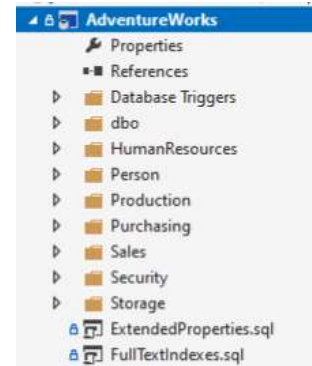 AdventureWorks
Properties
References
Database Triggers
dbo
HumanResources
Person
Production
Purchasing
Sales
Security
Storage
ExtendedProperties.sql
FullTextIndexes.sql